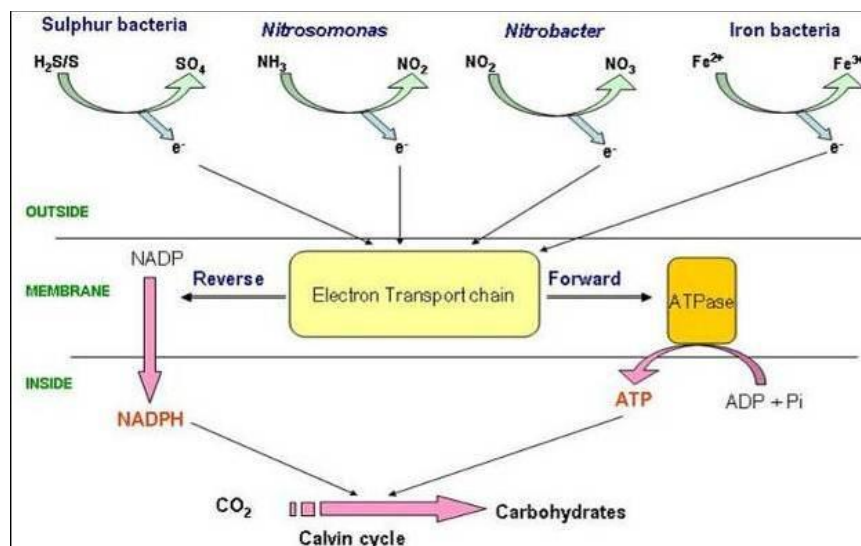 Sulphur bacteria Nitrosomonas Nitrobacter Iron bacteria
H₂S/S SO₄ NH₃ NO₂ NO₂ NO₃ Fe²⁺ Fe³⁺
e⁻ e⁻ e⁻ e⁻
OUTSIDE
NADP
Reverse Electron Transport chain Forward
MEMBRANE
ATPase
INSIDE
NADPH ATP ADP + Pi
CO₂ Carbohydrates
Calvin cycle